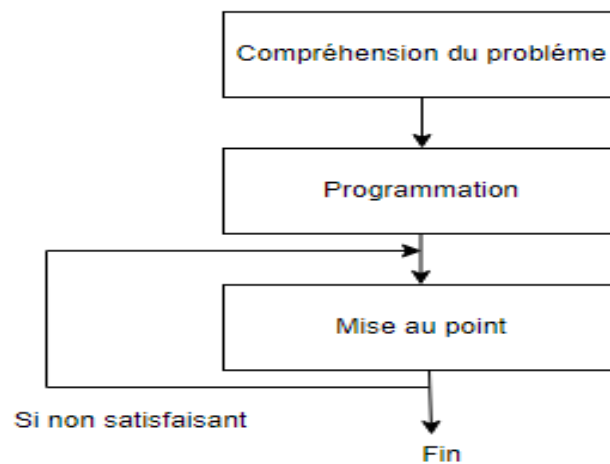 Compréhension du probléme
Programmation
Mise au point
Si non satisfaisant
Fin